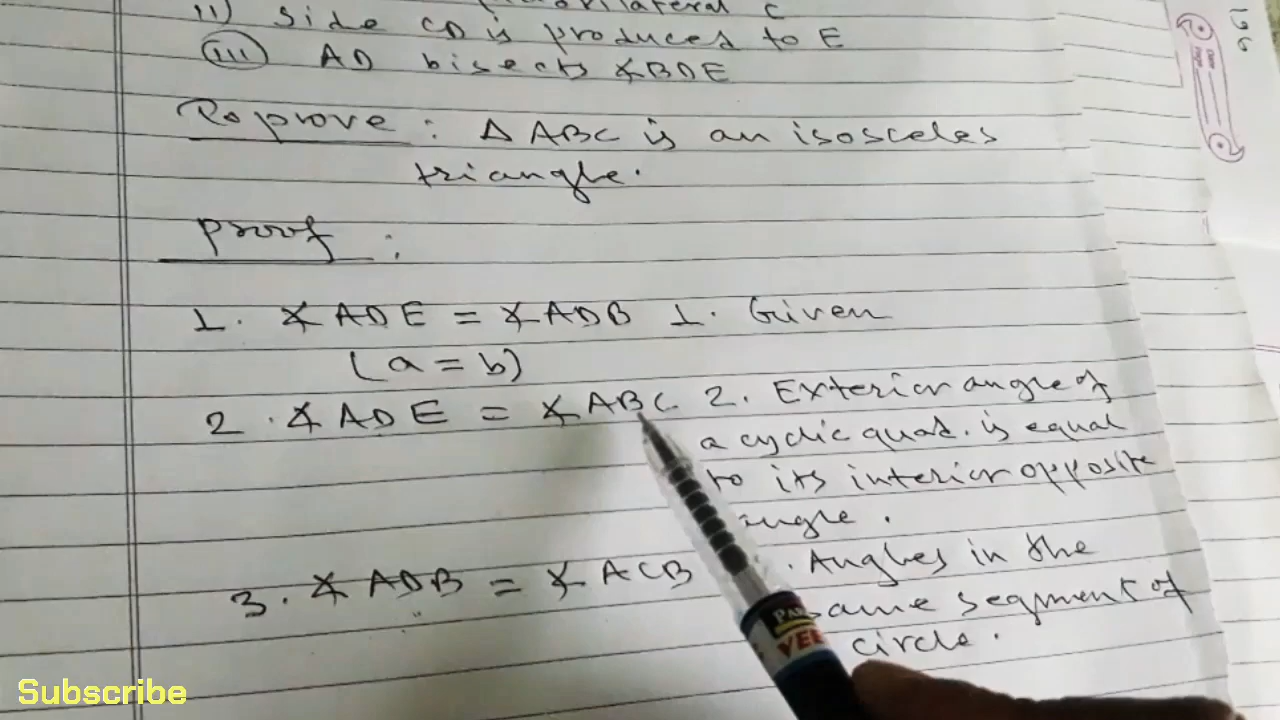 ii) Side CD is produced to E
(iii) AD bisects ∡BDE
To prove : Δ ABC is an isosceles
triangle.
Proof :
1. ∡ADE = ∡ADB 1. Given
(a = b)
2. ∡ADE = ∡ABC 2. Exterior angle of
a cyclic quad. is equal
to its interior opposite
angle.
3. ∡ADB = ∡ACB . Angles in the
same segment of
circle.
196
Subscribe